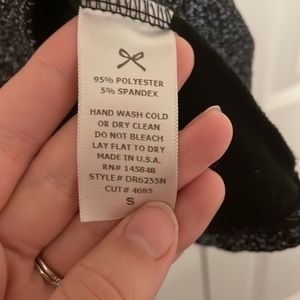 95% POLYESTER
5% SPANDEX
HAND WASH COLD
OR DRY CLEAN
DO NOT BLEACH
LAY FLAT TO DRY
MADE IN U.S.A.
RN# 145848
STYLE# DR6255N
CUT# 4685
S